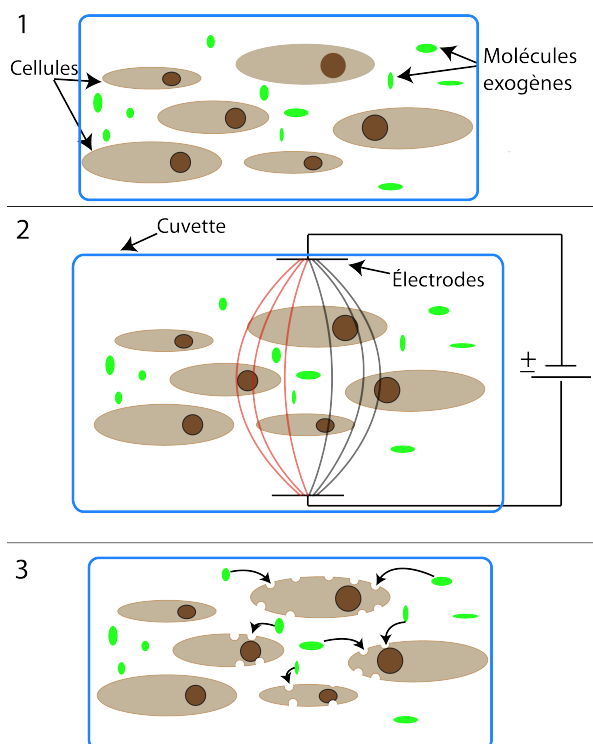 1
Cellules
Molécules
exogènes
2
Cuvette
Électrodes
±
3